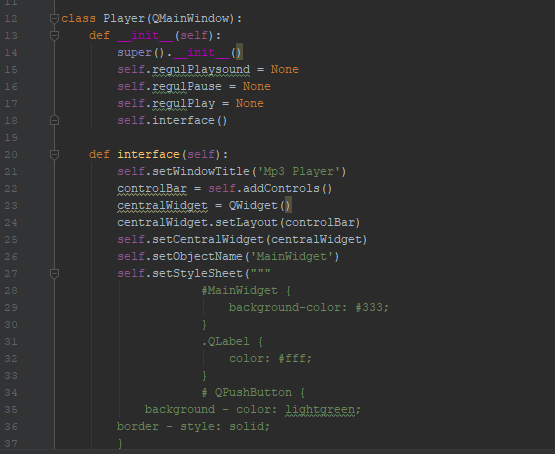 11
12 class Player(QMainWindow):
13 def __init__(self):
14 super().__init__()
15 self.regulPlaysound = None
16 self.regulPause = None
17 self.regulPlay = None
18 self.interface()
19
20 def interface(self):
21 self.setWindowTitle('Mp3 Player')
22 controlBar = self.addControls()
23 centralWidget = QWidget()
24 centralWidget.setLayout(controlBar)
25 self.setCentralWidget(centralWidget)
26 self.setObjectName('MainWidget')
27 self.setStyleSheet("""
28 #MainWidget {
29 background-color: #333;
30 }
31 .QLabel {
32 color: #fff;
33 }
34 # QPushButton {
35 background - color: lightgreen;
36 border - style: solid;
37 }